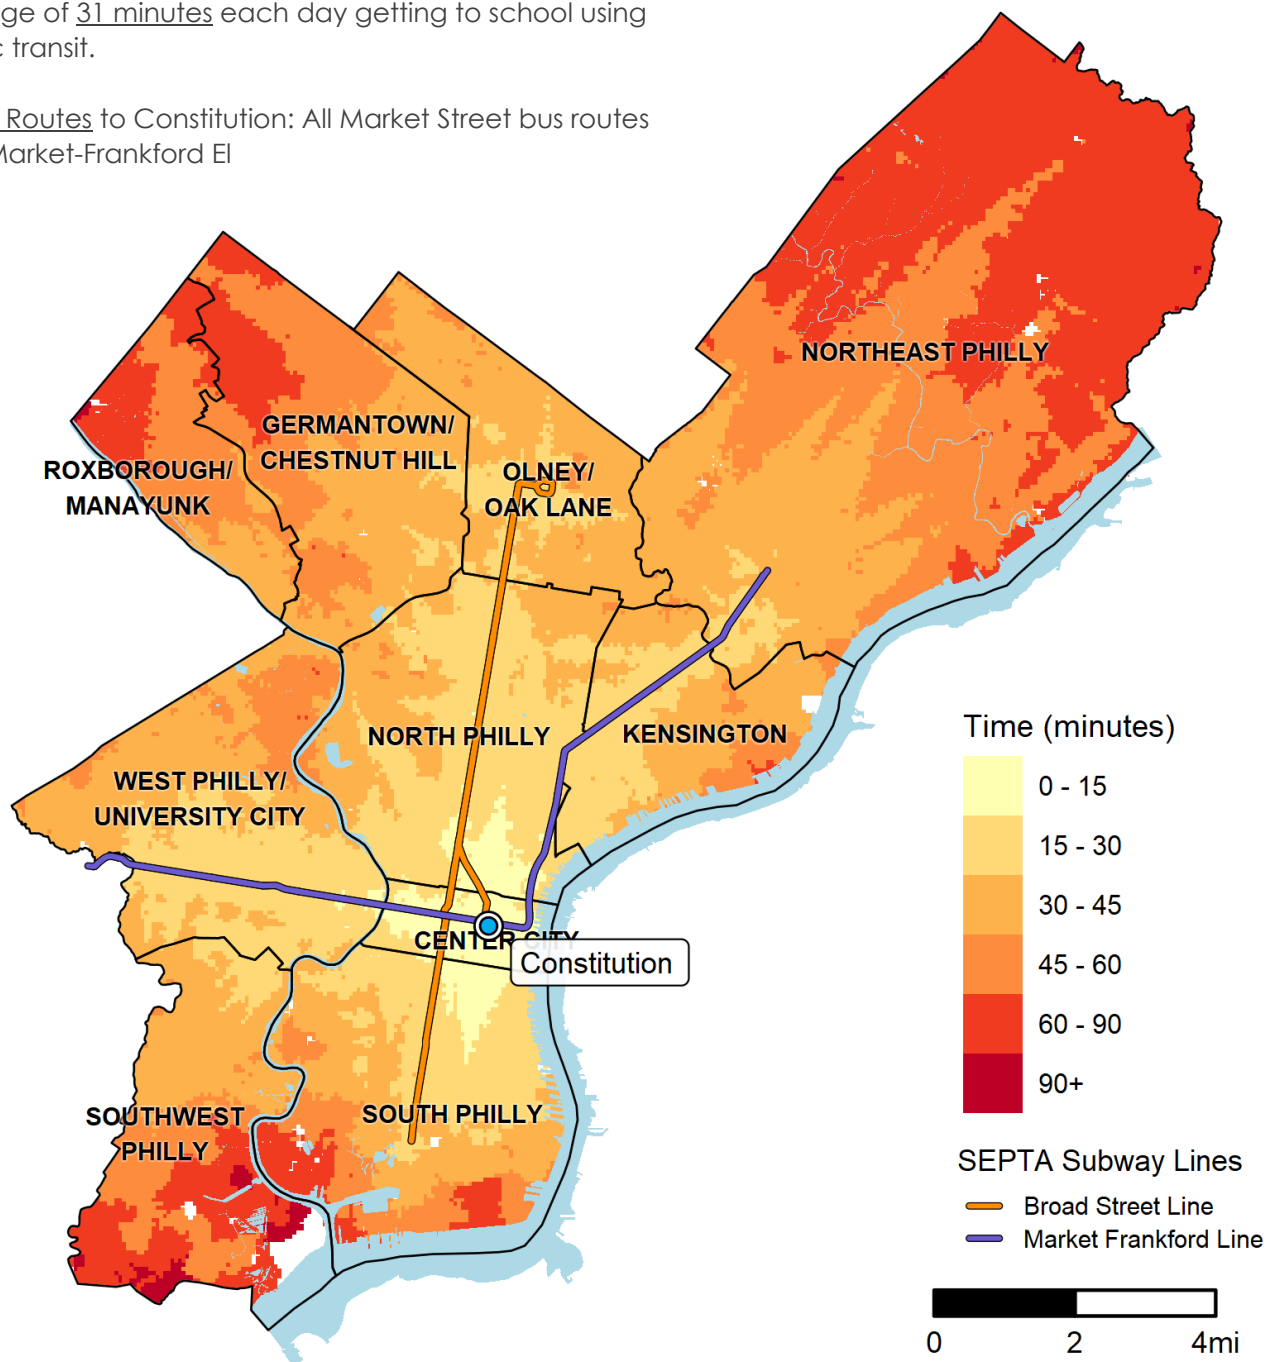 ge of 31 minutes each day getting to school using
c transit.
Routes to Constitution: All Market Street bus routes
Market-Frankford El
NORTHEAST PHILLY
GERMANTOWN/
CHESTNUT HILL
ROXBOROUGH/
MANAYUNK
OLNEY/
OAK LANE
NORTH PHILLY
KENSINGTON
WEST PHILLY/
UNIVERSITY CITY
CENTER CITY
Constitution
SOUTHWEST
PHILLY
SOUTH PHILLY
Time (minutes)
0 - 15
15 - 30
30 - 45
45 - 60
60 - 90
90+
SEPTA Subway Lines
Broad Street Line
Market Frankford Line
0 2 4mi